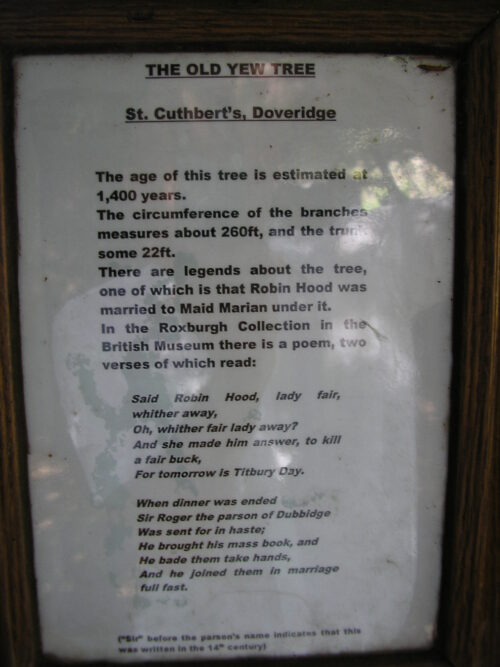 THE OLD YEW TREE
St. Cuthbert's, Doveridge
The age of this tree is estimated at
1,400 years.
The circumference of the branches
measures about 260ft, and the trunk
some 22ft.
There are legends about the tree,
one of which is that Robin Hood was
married to Maid Marian under it.
In the Roxburgh Collection in the
British Museum there is a poem, two
verses of which read:
Said Robin Hood, lady fair,
whither away,
Oh, whither fair lady away?
And she made him answer, to kill
a fair buck,
For tomorrow is Titbury Day.
When dinner was ended
Sir Roger the parson of Dubbidge
Was sent for in haste;
He brought his mass book, and
He bade them take hands,
And he joined them in marriage
full fast.
("Sir" before the parson's name indicates that this
was written in the 14th century)